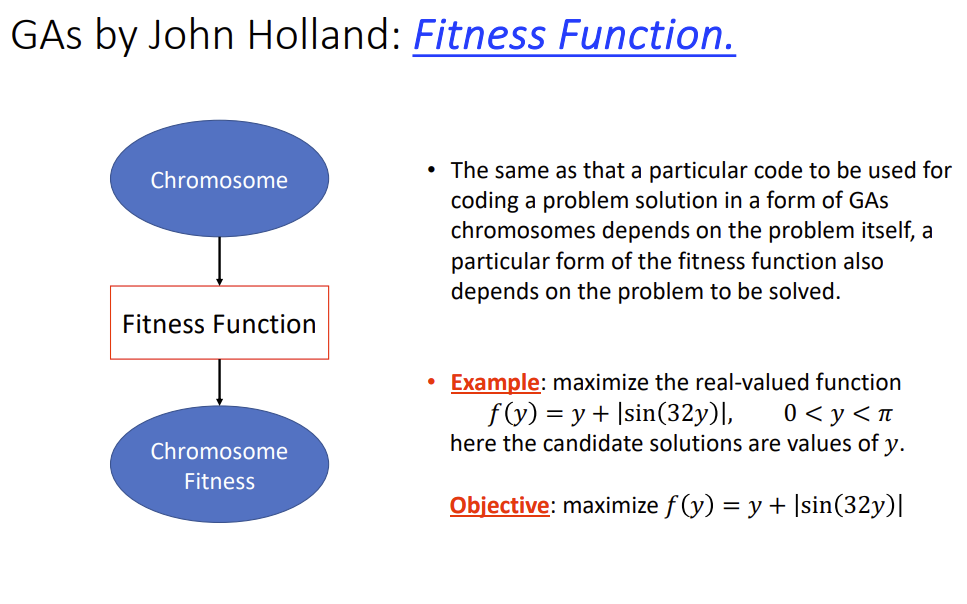 GAs by John Holland: Fitness Function.
Chromosome
Fitness Function
Chromosome
Fitness
• The same as that a particular code to be used for
coding a problem solution in a form of GAs
chromosomes depends on the problem itself, a
particular form of the fitness function also
depends on the problem to be solved.
• Example: maximize the real-valued function
f(y) = y + |sin(32y)|, 0 < y < π
here the candidate solutions are values of y.
Objective: maximize f(y) = y + |sin(32y)|